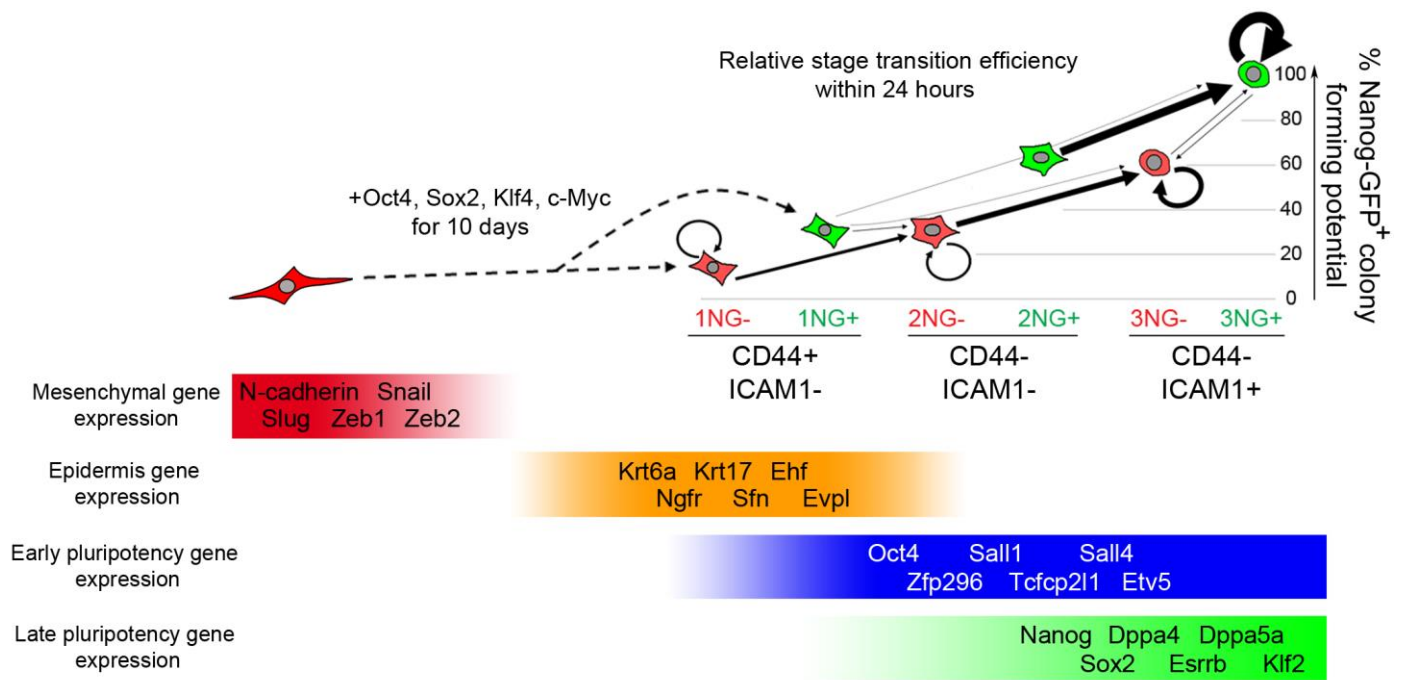 Relative stage transition efficiency
within 24 hours
% Nanog-GFP⁺ colony
forming potential
100
80
60
40
20
0
+Oct4, Sox2, Klf4, c-Myc
for 10 days
1NG- 1NG+ 2NG- 2NG+ 3NG- 3NG+
CD44+ CD44- CD44-
ICAM1- ICAM1- ICAM1+
Mesenchymal gene
expression
N-cadherin Snail
Slug Zeb1 Zeb2
Epidermis gene
expression
Krt6a Krt17 Ehf
Ngfr Sfn Evpl
Early pluripotency gene
expression
Oct4 Sall1 Sall4
Zfp296 Tcfcp2l1 Etv5
Late pluripotency gene
expression
Nanog Dppa4 Dppa5a
Sox2 Esrrb Klf2